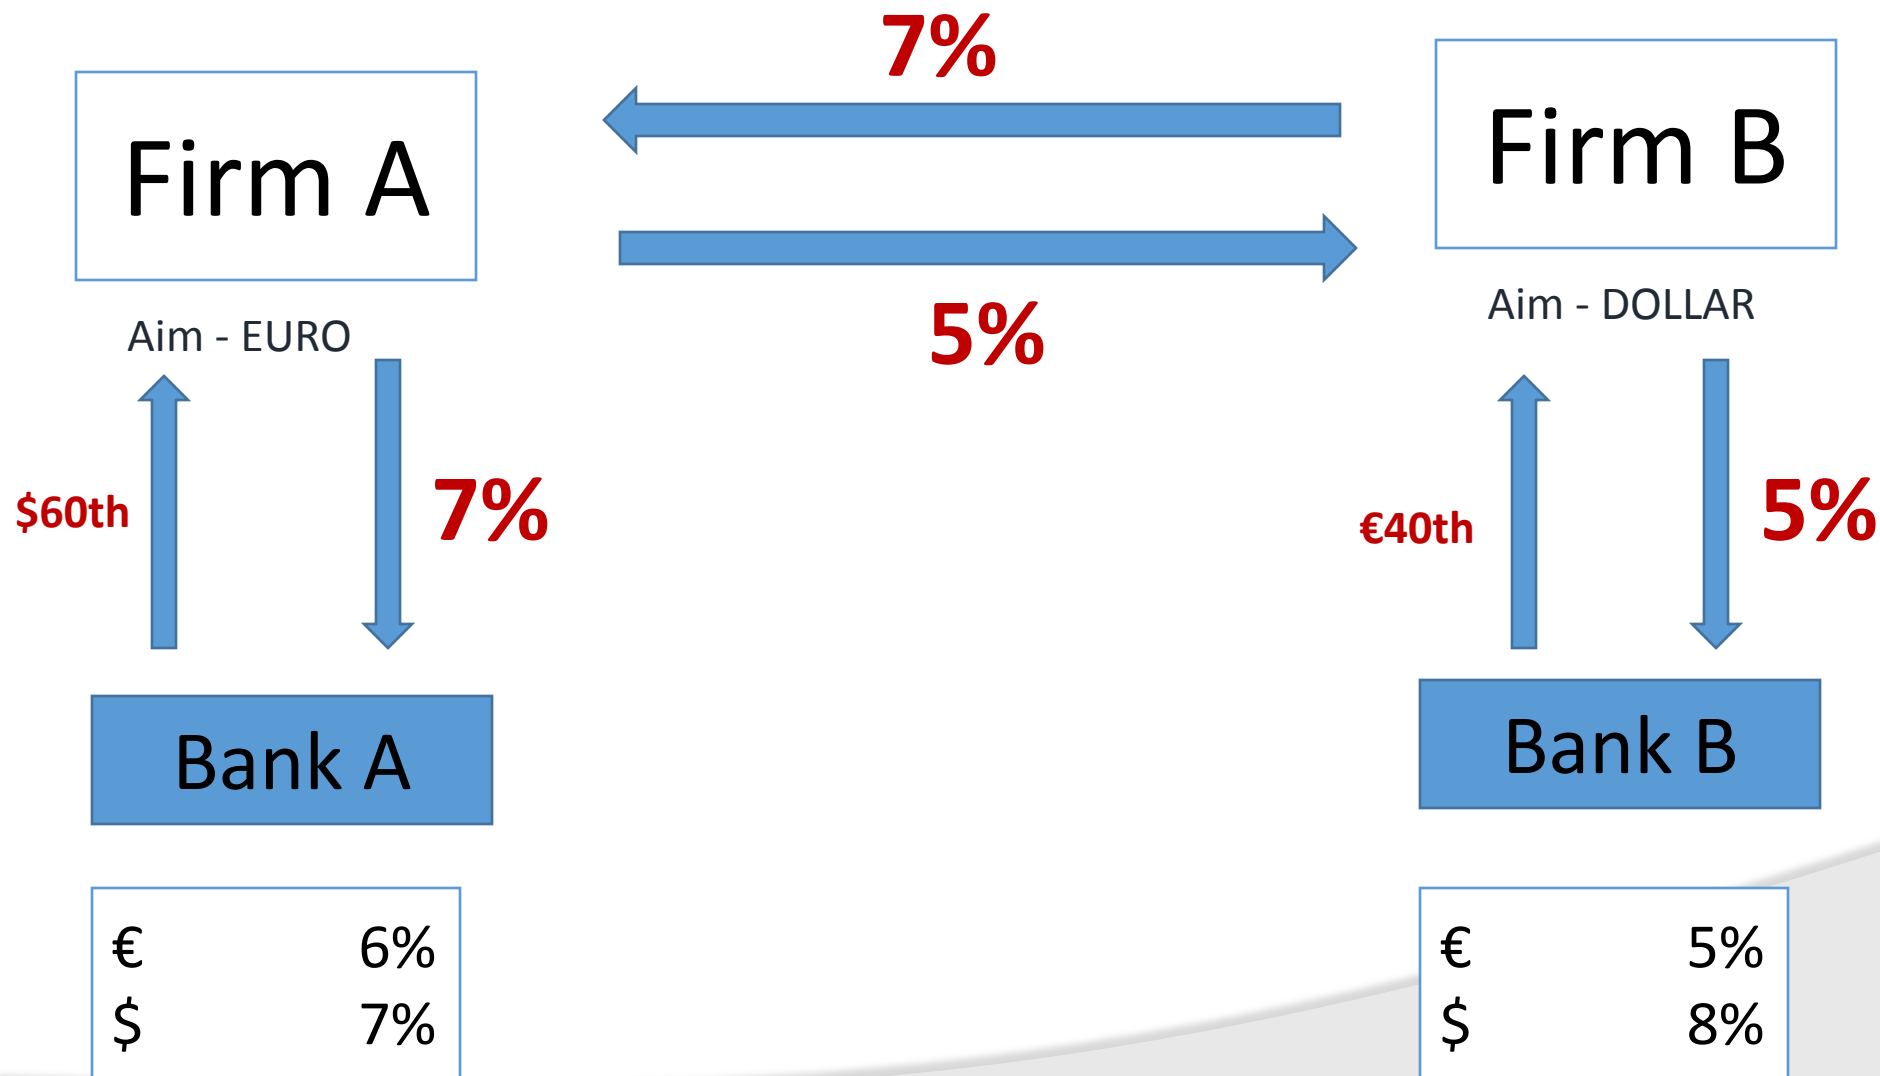 7%
Firm A
Firm B
5%
Aim - EURO
Aim - DOLLAR
$60th
7%
€40th
5%
Bank A
Bank B
€ 6%
$ 7%
€ 5%
$ 8%